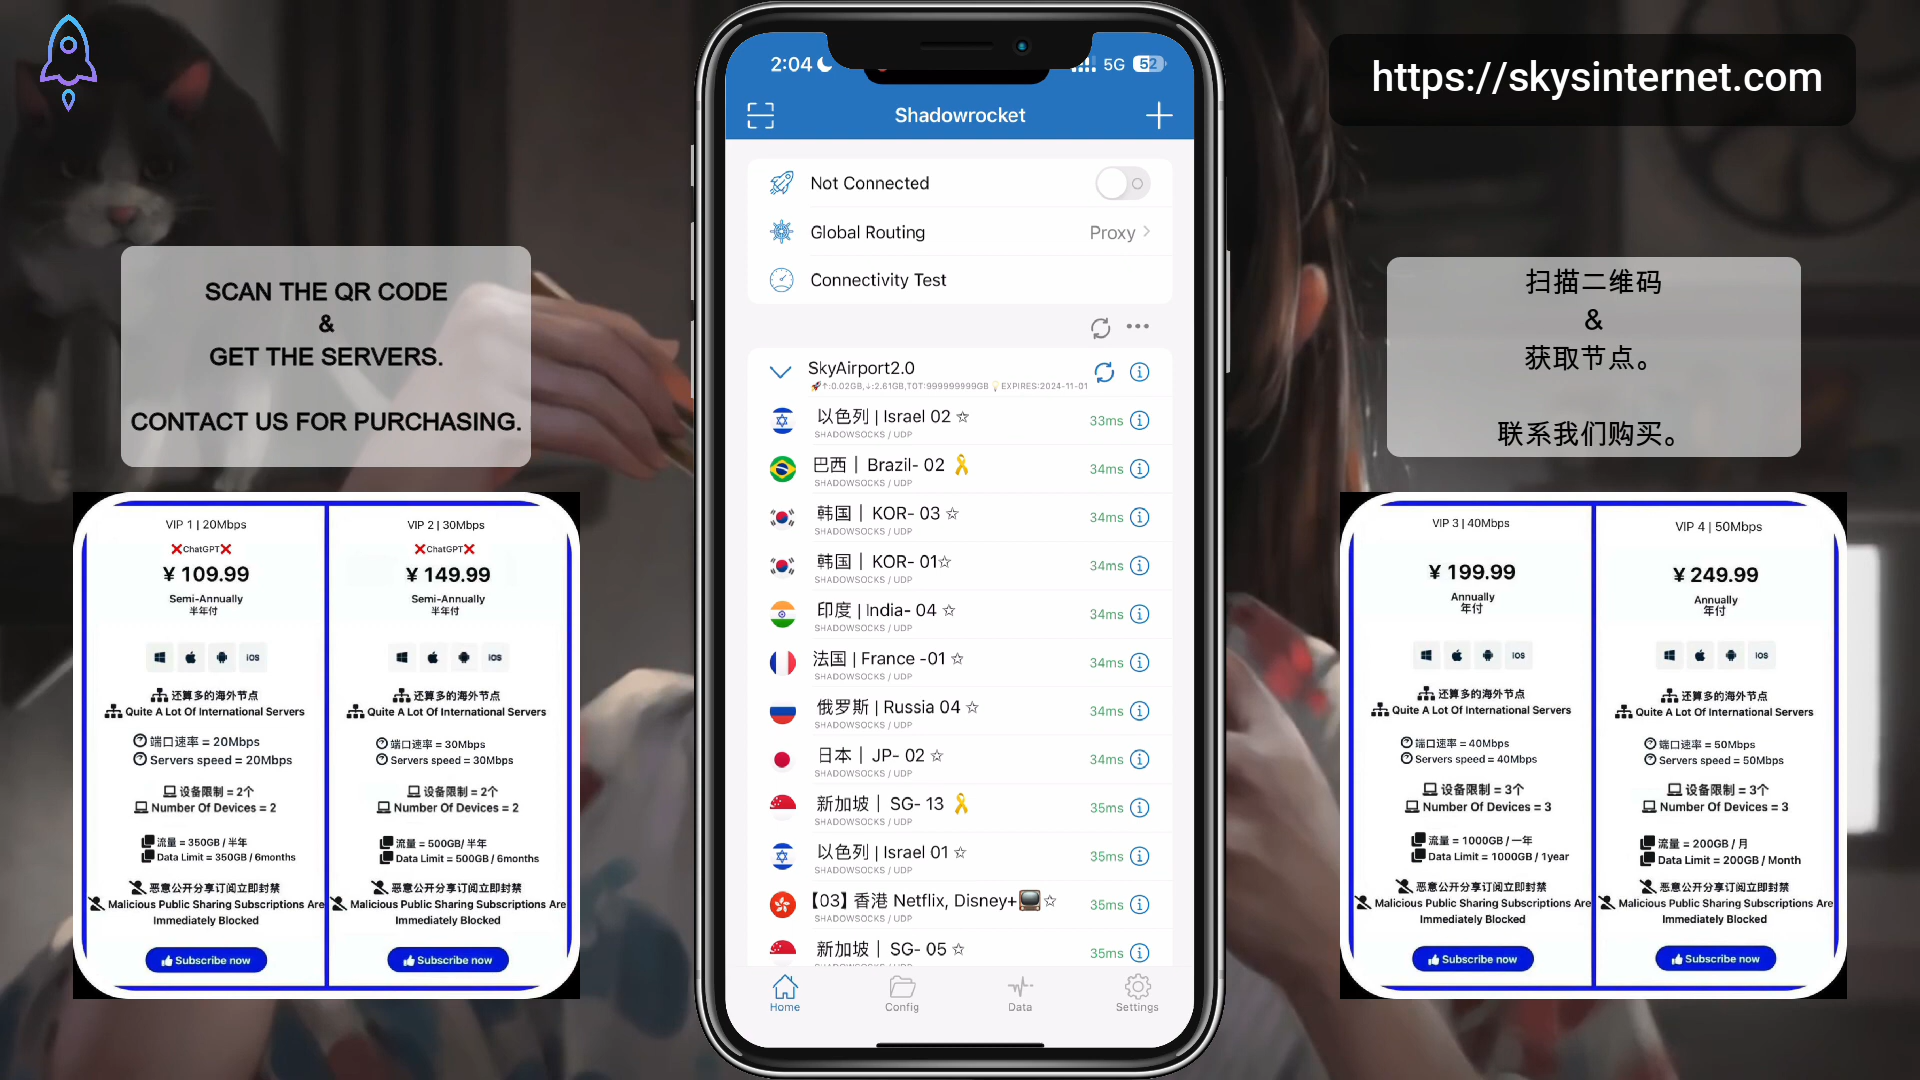 https://skysinternet.com
SCAN THE QR CODE
&
GET THE SERVERS.
CONTACT US FOR PURCHASING.
VIP 1 | 20Mbps
❌ChatGPT❌
¥ 109.99
Semi-Annually
半年付
iOS
还算多的海外节点
Quite A Lot Of International Servers
端口速率 = 20Mbps
Servers speed = 20Mbps
设备限制 = 2个
Number Of Devices = 2
流量 = 350GB / 半年
Data Limit = 350GB / 6months
恶意公开分享订阅立即封禁
Malicious Public Sharing Subscriptions Are
Immediately Blocked
Subscribe now
VIP 2 | 30Mbps
❌ChatGPT❌
¥ 149.99
Semi-Annually
半年付
iOS
还算多的海外节点
Quite A Lot Of International Servers
端口速率 = 30Mbps
Servers speed = 30Mbps
设备限制 = 2个
Number Of Devices = 2
流量 = 500GB/ 半年
Data Limit = 500GB / 6months
恶意公开分享订阅立即封禁
Malicious Public Sharing Subscriptions Are
Immediately Blocked
Subscribe now
2:04
5G 52
Shadowrocket
Not Connected
Global Routing
Proxy
Connectivity Test
SkyAirport2.0
🚀↑:0.02GB,↓:2.61GB,TOT:999999999GB💡EXPIRES:2024-11-01
以色列 | Israel 02 ☆
33ms
SHADOWSOCKS / UDP
巴西 | Brazil- 02 🎗
34ms
SHADOWSOCKS / UDP
韩国 | KOR- 03 ☆
34ms
SHADOWSOCKS / UDP
韩国 | KOR- 01☆
34ms
SHADOWSOCKS / UDP
印度 | India- 04 ☆
34ms
SHADOWSOCKS / UDP
法国 | France -01 ☆
34ms
SHADOWSOCKS / UDP
俄罗斯 | Russia 04 ☆
34ms
SHADOWSOCKS / UDP
日本 | JP- 02 ☆
34ms
SHADOWSOCKS / UDP
新加坡 | SG- 13 🎗
35ms
SHADOWSOCKS / UDP
以色列 | Israel 01 ☆
35ms
SHADOWSOCKS / UDP
【03】香港 Netflix, Disney+📺☆
35ms
SHADOWSOCKS / UDP
新加坡 | SG- 05 ☆
35ms
Home
Config
Data
Settings
扫描二维码
&
获取节点。
联系我们购买。
VIP 3 | 40Mbps
¥ 199.99
Annually
年付
iOS
还算多的海外节点
Quite A Lot Of International Servers
端口速率 = 40Mbps
Servers speed = 40Mbps
设备限制 = 3个
Number Of Devices = 3
流量 = 1000GB / 一年
Data Limit = 1000GB / 1year
恶意公开分享订阅立即封禁
Malicious Public Sharing Subscriptions Are
Immediately Blocked
Subscribe now
VIP 4 | 50Mbps
¥ 249.99
Annually
年付
iOS
还算多的海外节点
Quite A Lot Of International Servers
端口速率 = 50Mbps
Servers speed = 50Mbps
设备限制 = 3个
Number Of Devices = 3
流量 = 200GB / 月
Data Limit = 200GB / Month
恶意公开分享订阅立即封禁
Malicious Public Sharing Subscriptions Are
Immediately Blocked
Subscribe now